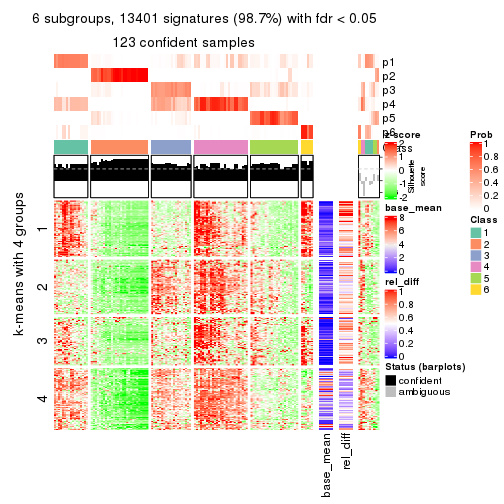 6 subgroups, 13401 signatures (98.7%) with fdr < 0.05
123 confident samples
p1
p2
p3
p4
p5
p6
Class
z-score
2
1
0
-1
-2
Silhouette
score
Prob
1
0.8
0.6
0.4
0.2
0
Class
1
2
3
4
5
6
base_mean
8
6
4
2
0
rel_diff
1
0.8
0.6
0.4
0.2
0
Status (barplots)
confident
ambiguous
k-means with 4 groups
1
2
3
4
base_mean
rel_diff